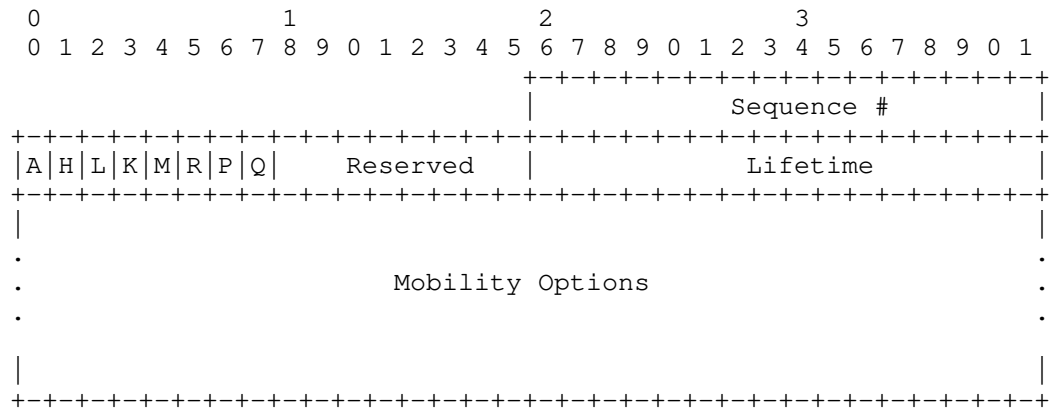 0                   1                   2                   3
0 1 2 3 4 5 6 7 8 9 0 1 2 3 4 5 6 7 8 9 0 1 2 3 4 5 6 7 8 9 0 1
+-+-+-+-+-+-+-+-+-+-+-+-+-+-+-+-+
|          Sequence #           |
+-+-+-+-+-+-+-+-+-+-+-+-+-+-+-+-+-+-+-+-+-+-+-+-+-+-+-+-+-+-+-+-+
|A|H|L|K|M|R|P|Q|    Reserved   |           Lifetime            |
+-+-+-+-+-+-+-+-+-+-+-+-+-+-+-+-+-+-+-+-+-+-+-+-+-+-+-+-+-+-+-+-+
|                                                               |
.                                                               .
.                       Mobility Options                        .
.                                                               .
|                                                               |
+-+-+-+-+-+-+-+-+-+-+-+-+-+-+-+-+-+-+-+-+-+-+-+-+-+-+-+-+-+-+-+-+